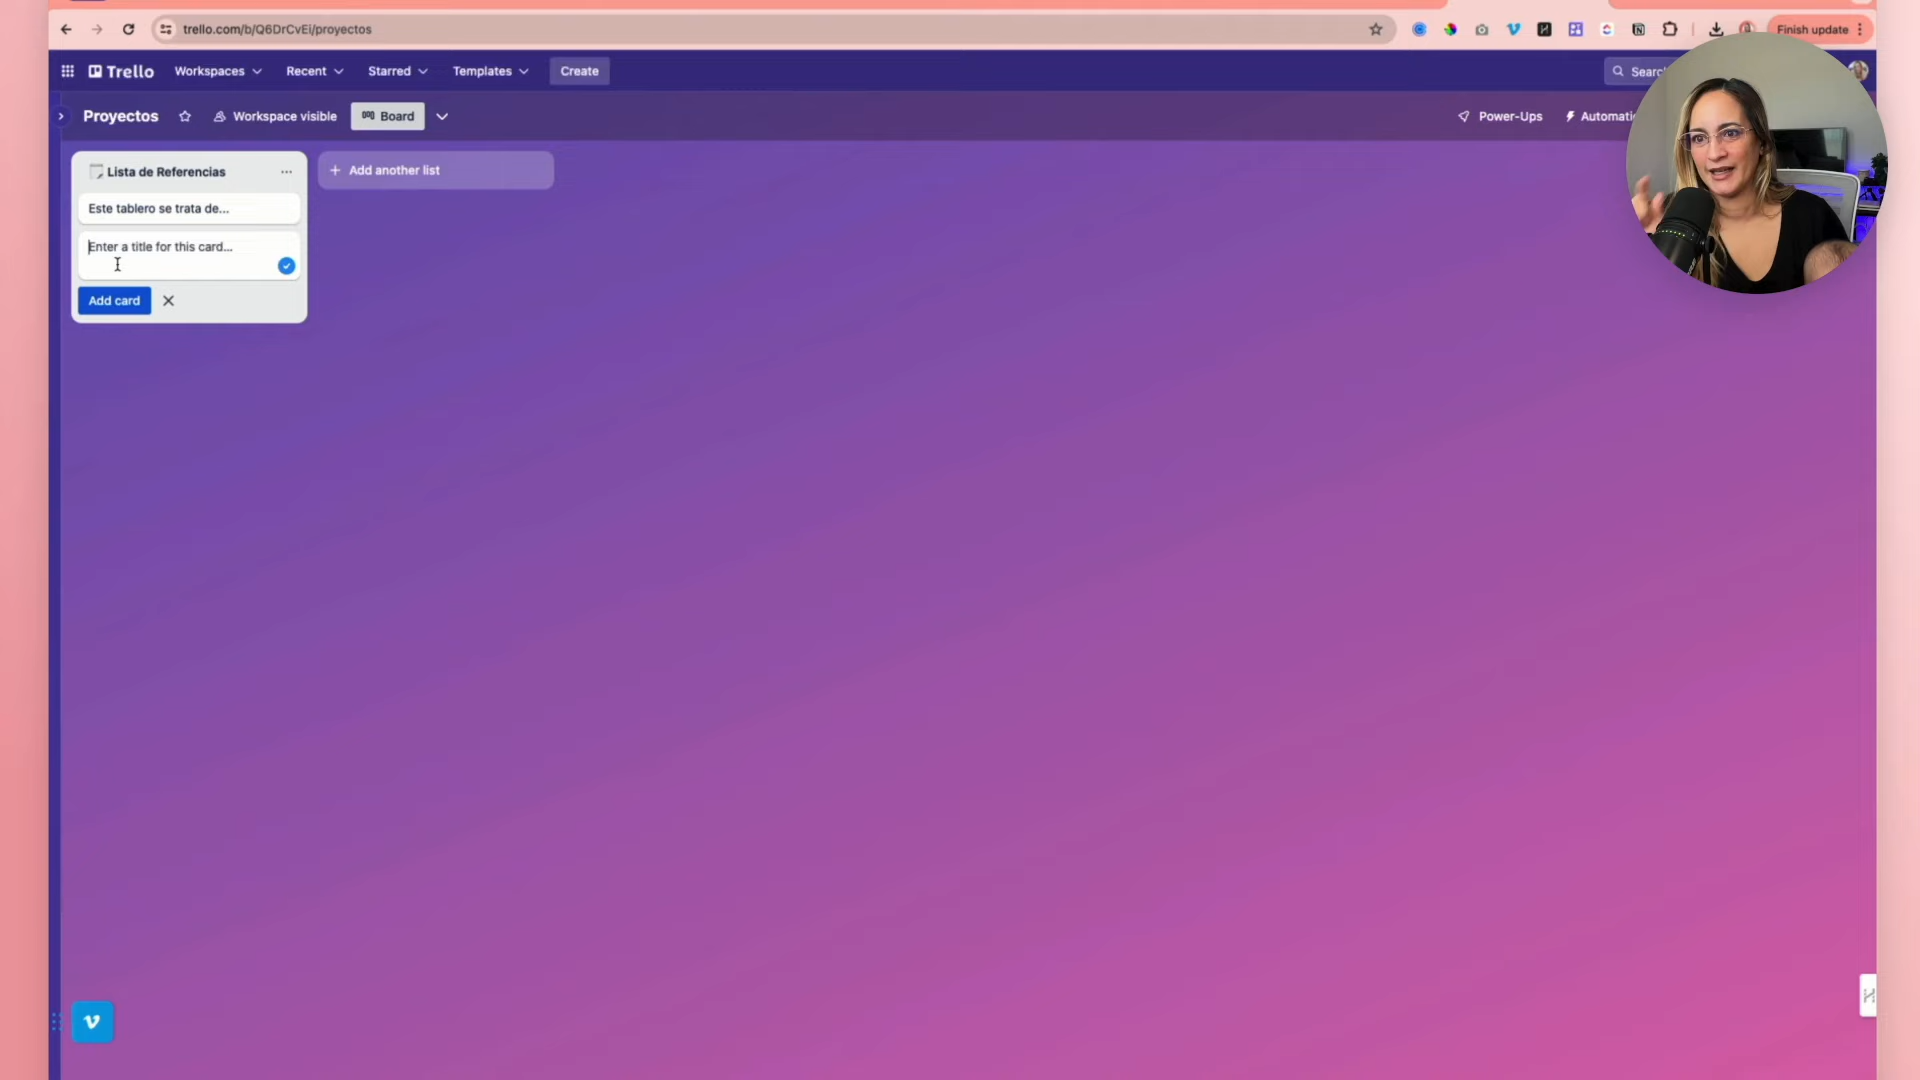 trello.com/b/Q6DrCvEi/proyectos
Finish update
Trello
Workspaces
Recent
Starred
Templates
Create
Proyectos
Workspace visible
Board
Power-Ups
Lista de Referencias
Add another list
Este tablero se trata de...
Enter a title for this card...
Add card